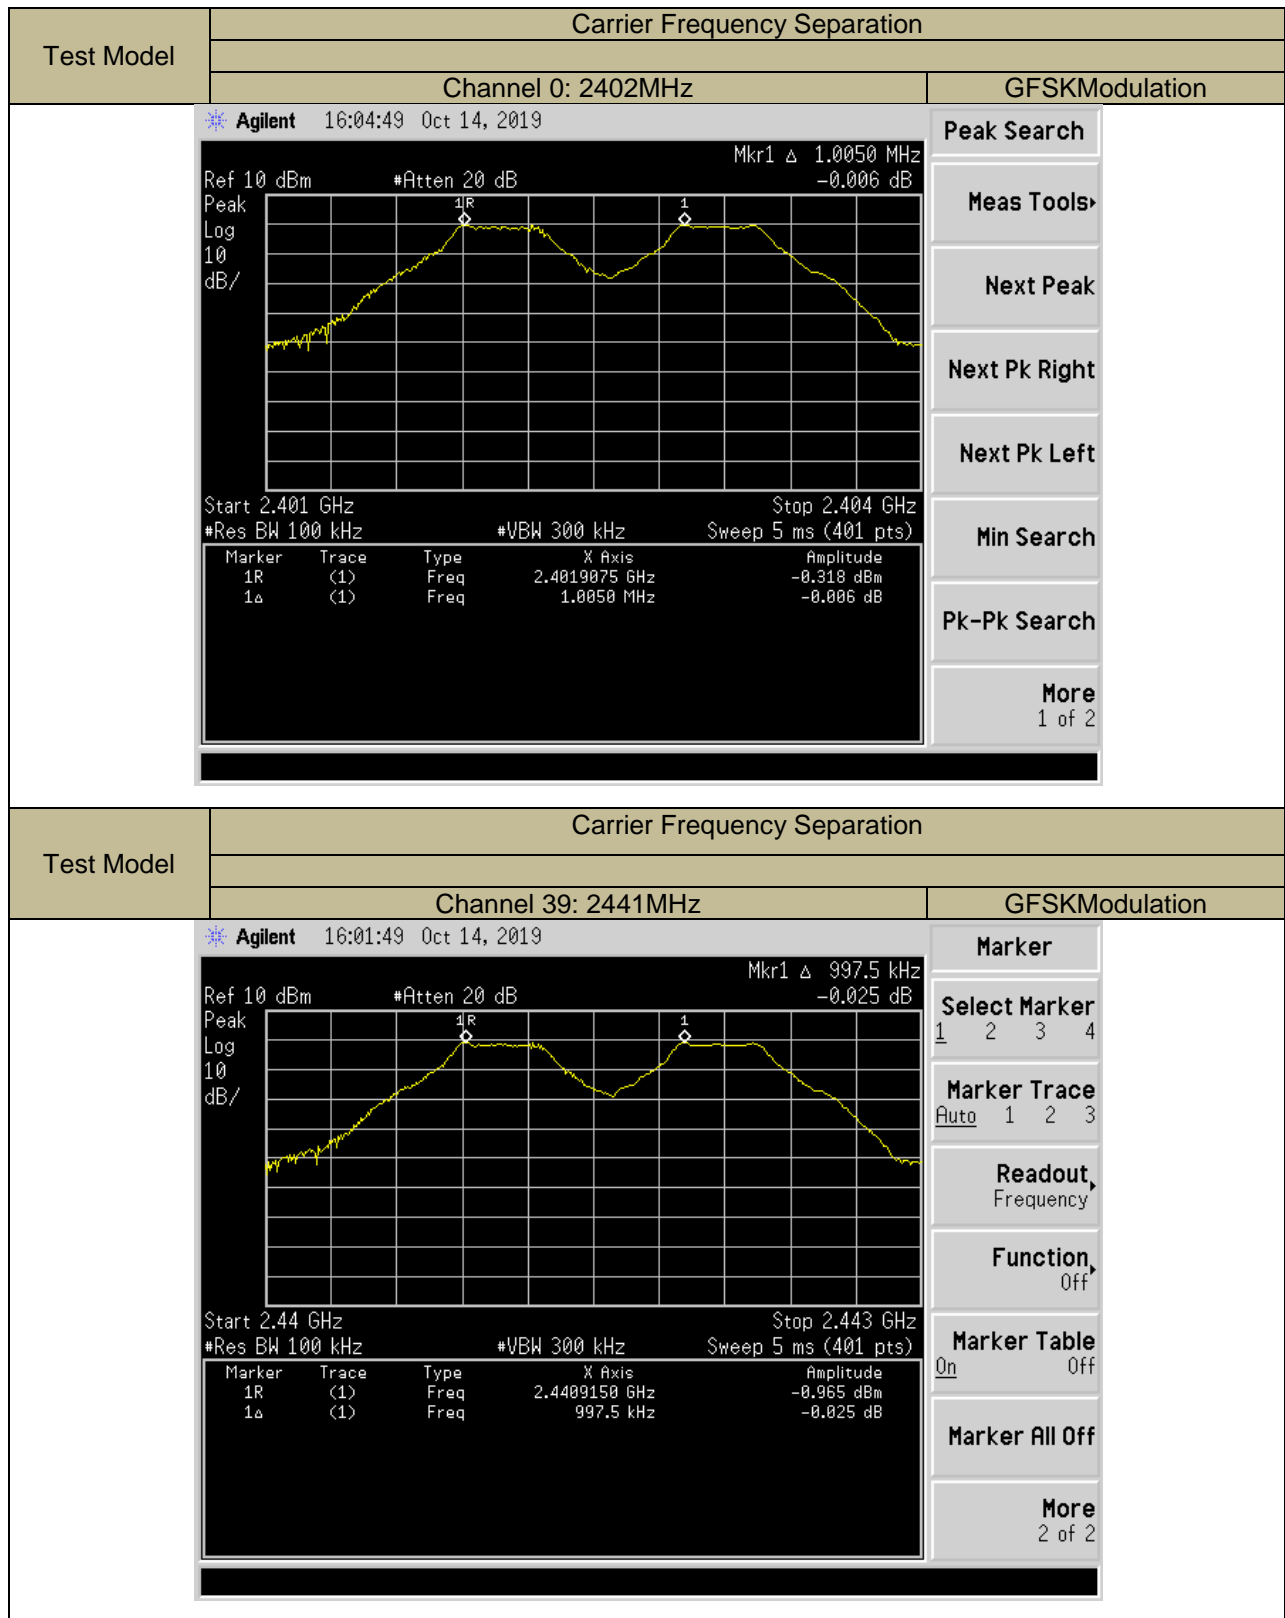 Test Model
Carrier Frequency Separation
Channel 0: 2402MHz GFSKModulation
Agilent 16:04:49 Oct 14, 2019
Peak Search
Mkr1 Δ 1.0050 MHz
Ref 10 dBm #Atten 20 dB -0.006 dB
Peak
Log
10
dB/
1R 1
Start 2.401 GHz Stop 2.404 GHz
#Res BW 100 kHz #VBW 300 kHz Sweep 5 ms (401 pts)
Marker Trace Type X Axis Amplitude
1R (1) Freq 2.4019075 GHz -0.318 dBm
1Δ (1) Freq 1.0050 MHz -0.006 dB
Meas Tools
Next Peak
Next Pk Right
Next Pk Left
Min Search
Pk-Pk Search
More
1 of 2
Test Model
Carrier Frequency Separation
Channel 39: 2441MHz GFSKModulation
Agilent 16:01:49 Oct 14, 2019
Marker
Mkr1 Δ 997.5 kHz
Ref 10 dBm #Atten 20 dB -0.025 dB
Peak
Log
10
dB/
1R 1
Start 2.44 GHz Stop 2.443 GHz
#Res BW 100 kHz #VBW 300 kHz Sweep 5 ms (401 pts)
Marker Trace Type X Axis Amplitude
1R (1) Freq 2.4409150 GHz -0.965 dBm
1Δ (1) Freq 997.5 kHz -0.025 dB
Select Marker
1 2 3 4
Marker Trace
Auto 1 2 3
Readout
Frequency
Function
Off
Marker Table
On Off
Marker All Off
More
2 of 2